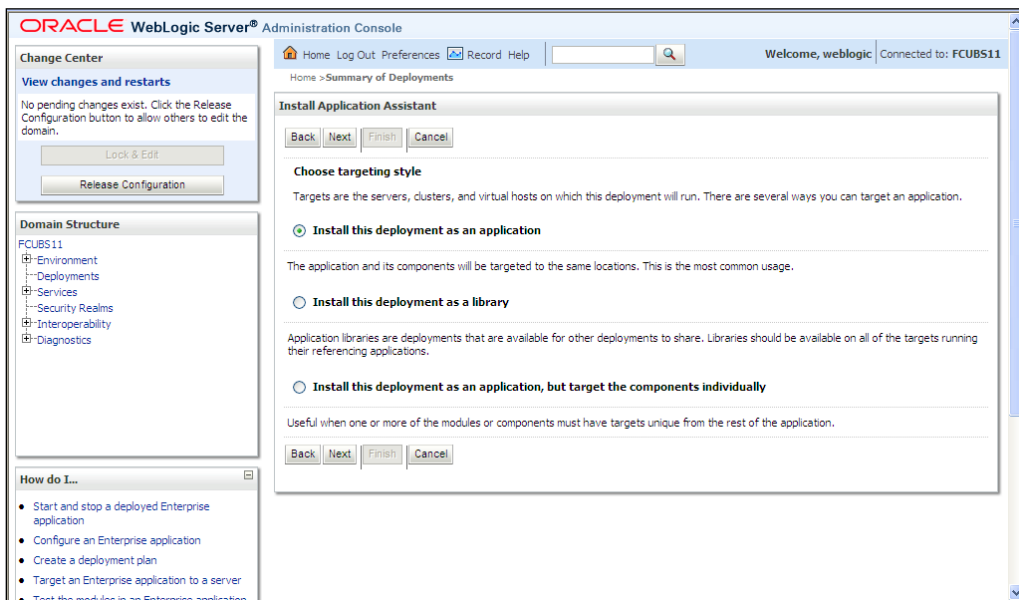 ORACLE WebLogic Server® Administration Console
Change Center
View changes and restarts
No pending changes exist. Click the Release
Configuration button to allow others to edit the
domain.
Lock & Edit
Release Configuration
Domain Structure
FCUBS11
Environment
Deployments
Services
Security Realms
Interoperability
Diagnostics
How do I...
Start and stop a deployed Enterprise
application
Configure an Enterprise application
Create a deployment plan
Target an Enterprise application to a server
Test the modules in an Enterprise application
Home Log Out Preferences Record Help
Welcome, weblogic Connected to: FCUBS11
Home >Summary of Deployments
Install Application Assistant
Back Next Finish Cancel
Choose targeting style
Targets are the servers, clusters, and virtual hosts on which this deployment will run. There are several ways you can target an application.
Install this deployment as an application
The application and its components will be targeted to the same locations. This is the most common usage.
Install this deployment as a library
Application libraries are deployments that are available for other deployments to share. Libraries should be available on all of the targets running
their referencing applications.
Install this deployment as an application, but target the components individually
Useful when one or more of the modules or components must have targets unique from the rest of the application.
Back Next Finish Cancel